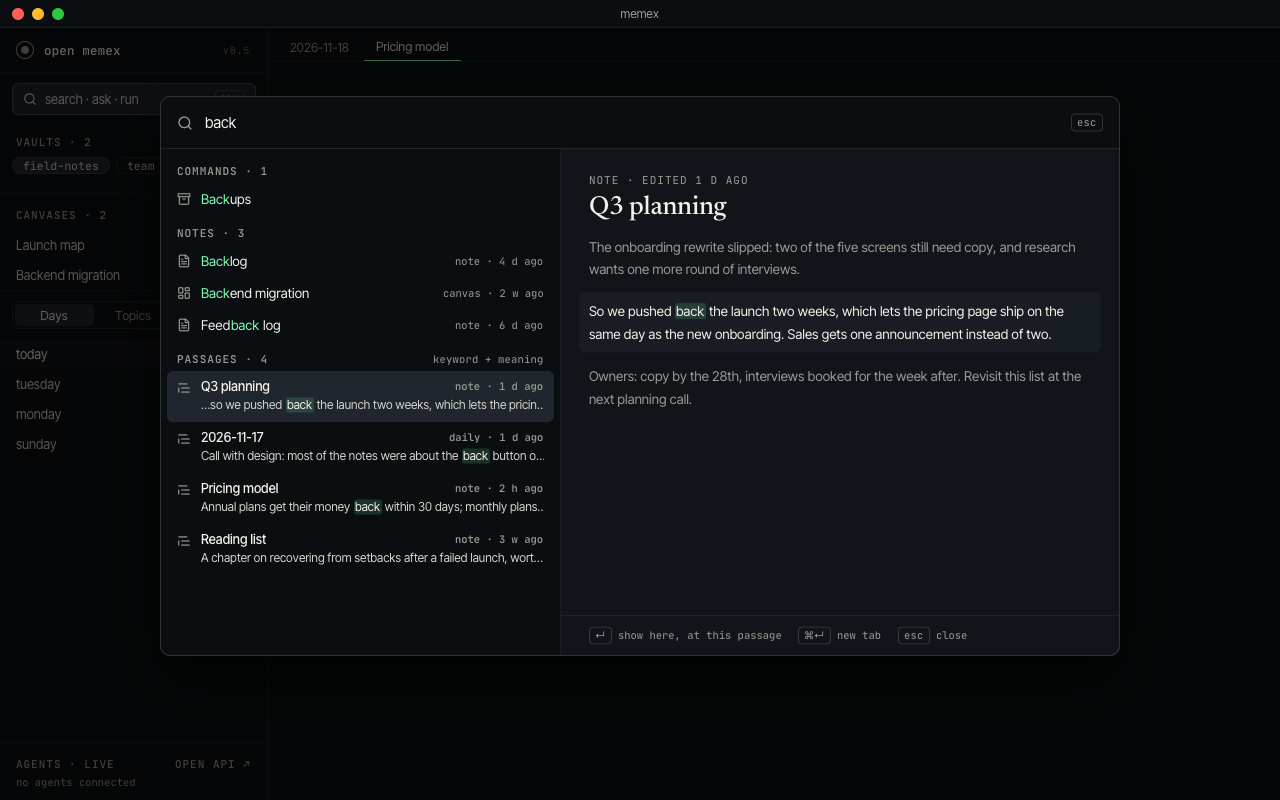 memex
open memex
v0.5
2026-11-18
Pricing model
search · ask · run
VAULTS · 2
field-notes
team
CANVASES · 2
Launch map
Backend migration
Days
Topics
today
tuesday
monday
sunday
AGENTS · LIVE
OPEN API ↗
no agents connected
back
esc
COMMANDS · 1
Backups
NOTES · 3
Backlog
note · 4 d ago
Backend migration
canvas · 2 w ago
Feedback log
note · 6 d ago
PASSAGES · 4
keyword + meaning
Q3 planning
note · 1 d ago
…so we pushed back the launch two weeks, which lets the pricin..
2026-11-17
daily · 1 d ago
Call with design: most of the notes were about the back button o...
Pricing model
note · 2 h ago
Annual plans get their money back within 30 days; monthly plans..
Reading list
note · 3 w ago
A chapter on recovering from setbacks after a failed launch, wort...
NOTE · EDITED 1 D AGO
Q3 planning
The onboarding rewrite slipped: two of the five screens still need copy, and research
wants one more round of interviews.
So we pushed back the launch two weeks, which lets the pricing page ship on the
same day as the new onboarding. Sales gets one announcement instead of two.
Owners: copy by the 28th, interviews booked for the week after. Revisit this list at the
next planning call.
↵ show here, at this passage
⌘↵ new tab
esc close